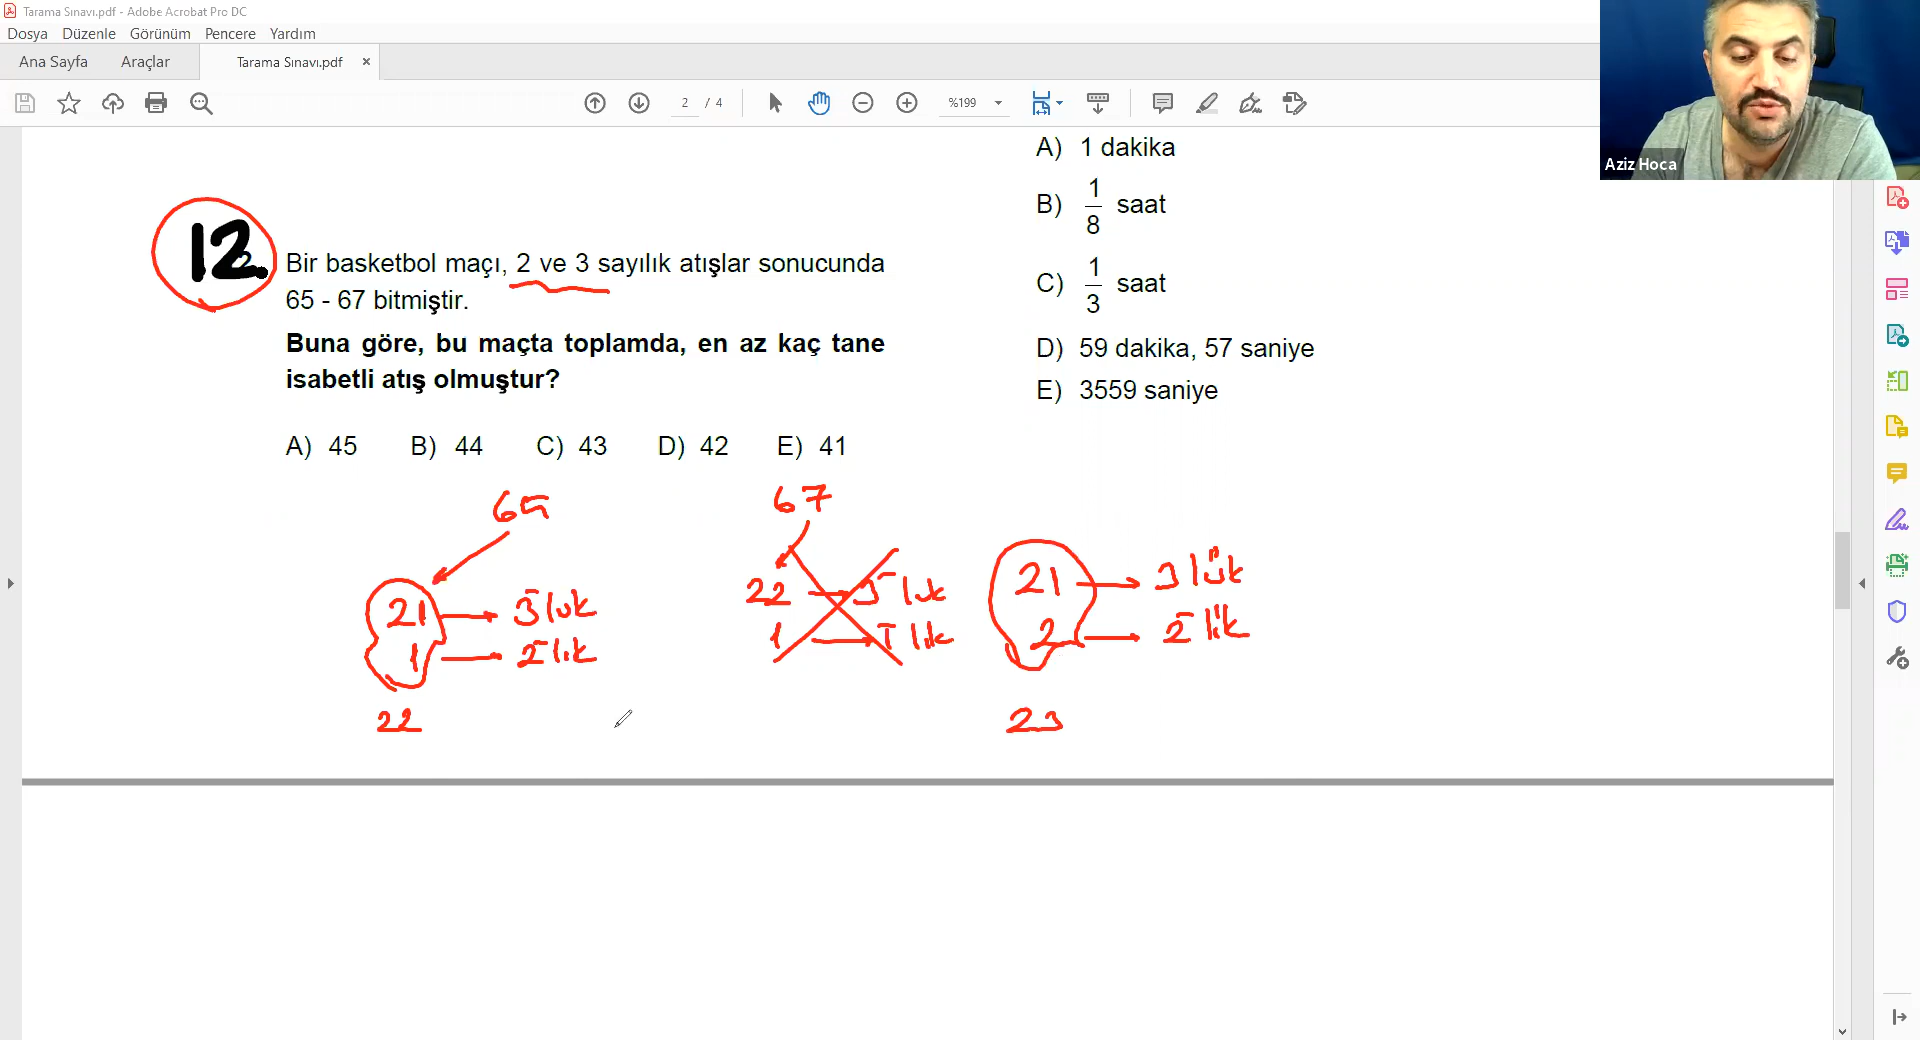 Tarama Sınavı.pdf - Adobe Acrobat Pro DC
Dosya Düzenle Görünüm Pencere Yardım
Ana Sayfa Araçlar Tarama Sınavı.pdf ×
2 / 4 %199
Aziz Hoca
12.
Bir basketbol maçı, 2 ve 3 sayılık atışlar sonucunda
65 - 67 bitmiştir.
Buna göre, bu maçta toplamda, en az kaç tane
isabetli atış olmuştur?
A) 45 B) 44 C) 43 D) 42 E) 41
65
21 → 3 lük
1 → 2 lik
22
67
22 → 3 lük
1 → 1 lik
21 → 3 lük
2 → 2 lik
23
A) 1 dakika
B) 1/8 saat
C) 1/3 saat
D) 59 dakika, 57 saniye
E) 3559 saniye